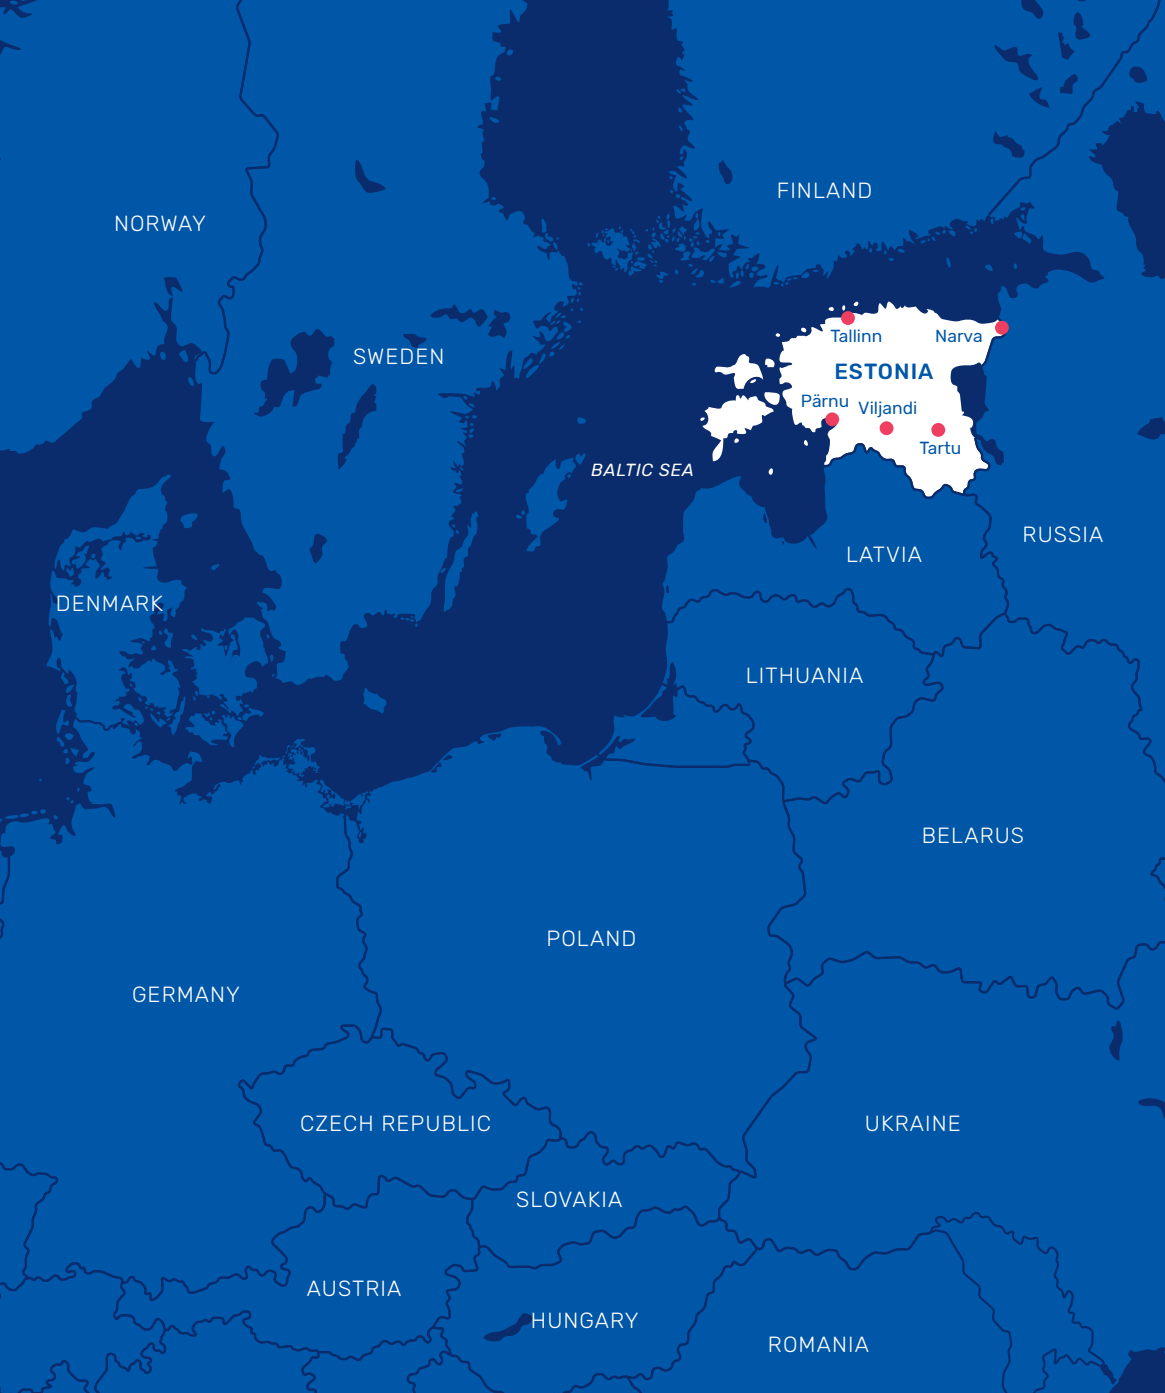 FINLAND
NORWAY
Tallinn
Narva
SWEDEN
ESTONIA
Pärnu
Viljandi
Tartu
BALTIC SEA
RUSSIA
LATVIA
DENMARK
LITHUANIA
BELARUS
POLAND
GERMANY
CZECH REPUBLIC
UKRAINE
SLOVAKIA
AUSTRIA
HUNGARY
ROMANIA